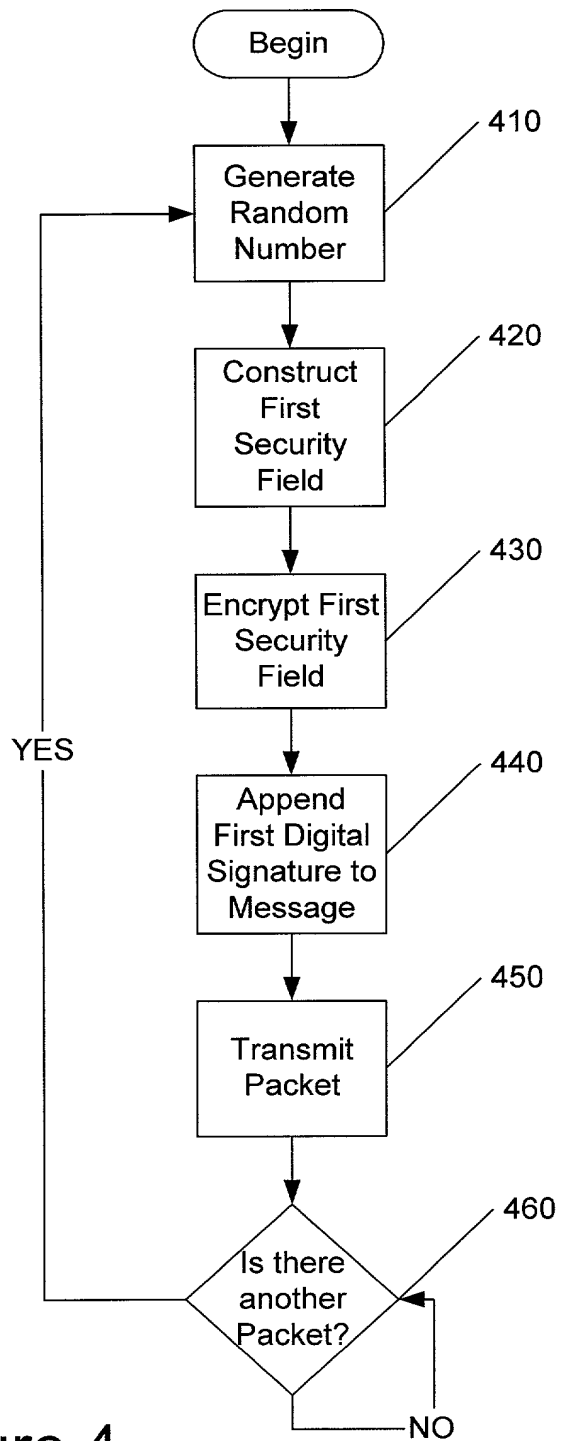 Begin
410
Generate
Random
Number
420
Construct
First
Security
Field
430
Encrypt First
Security
Field
YES
440
Append
First Digital
Signature to
Message
450
Transmit
Packet
460
Is there
another
Packet?
NO
4